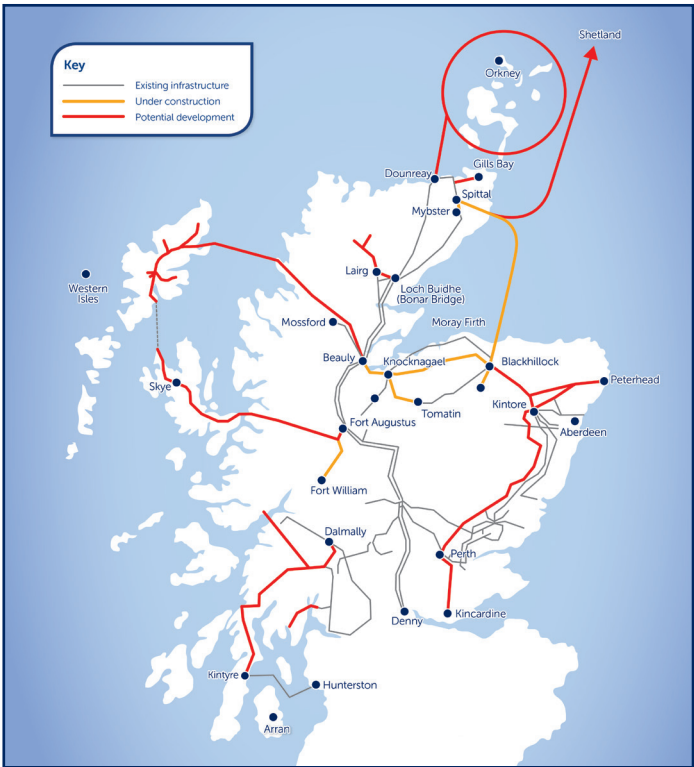 Key
Existing infrastructure
Under construction
Potential development
Shetland
Orkney
Gills Bay
Dounreay
Spittal
Mybster
Western
Isles
Lairg
Loch Buidhe
(Bonar Bridge)
Mossford
Moray Firth
Beauly
Knocknagael
Blackhillock
Skye
Peterhead
Kintore
Tomatin
Fort Augustus
Aberdeen
Fort William
Dalmally
Perth
Denny
Kincardine
Kintyre
Hunterston
Arran